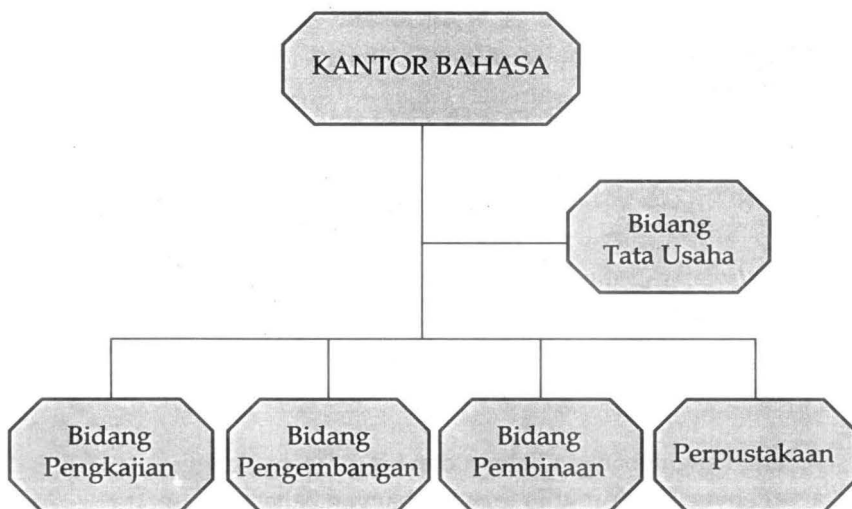 KANTOR BAHASA
Bidang
Tata Usaha
Bidang
Pengkajian
Bidang
Pengembangan
Bidang
Pembinaan
Perpustakaan